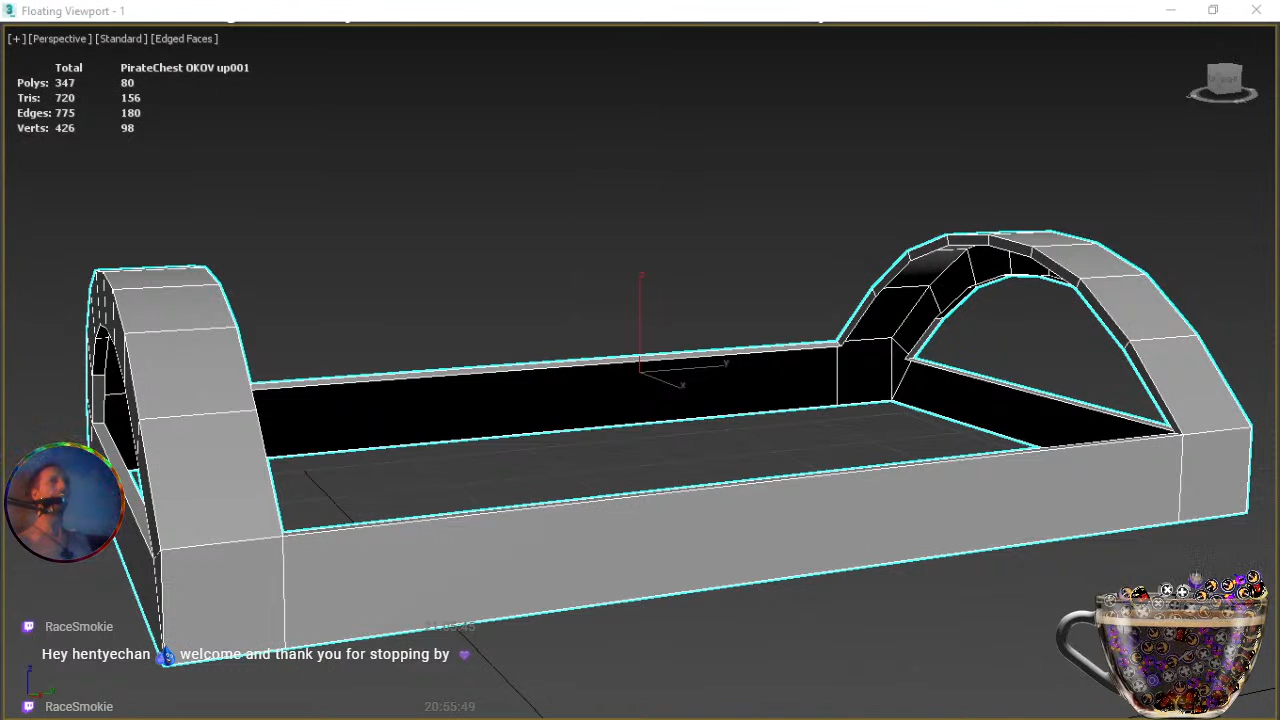 Floating Viewport - 1
[+][Perspective][Standard][Edged Faces]
Total PirateChest OKOV up001
Polys: 347 80
Tris: 720 156
Edges: 775 180
Verts: 426 98
z
y
x
RaceSmokie
Hey hentyechan welcome and thank you for stopping by
z
RaceSmokie 20:55:49